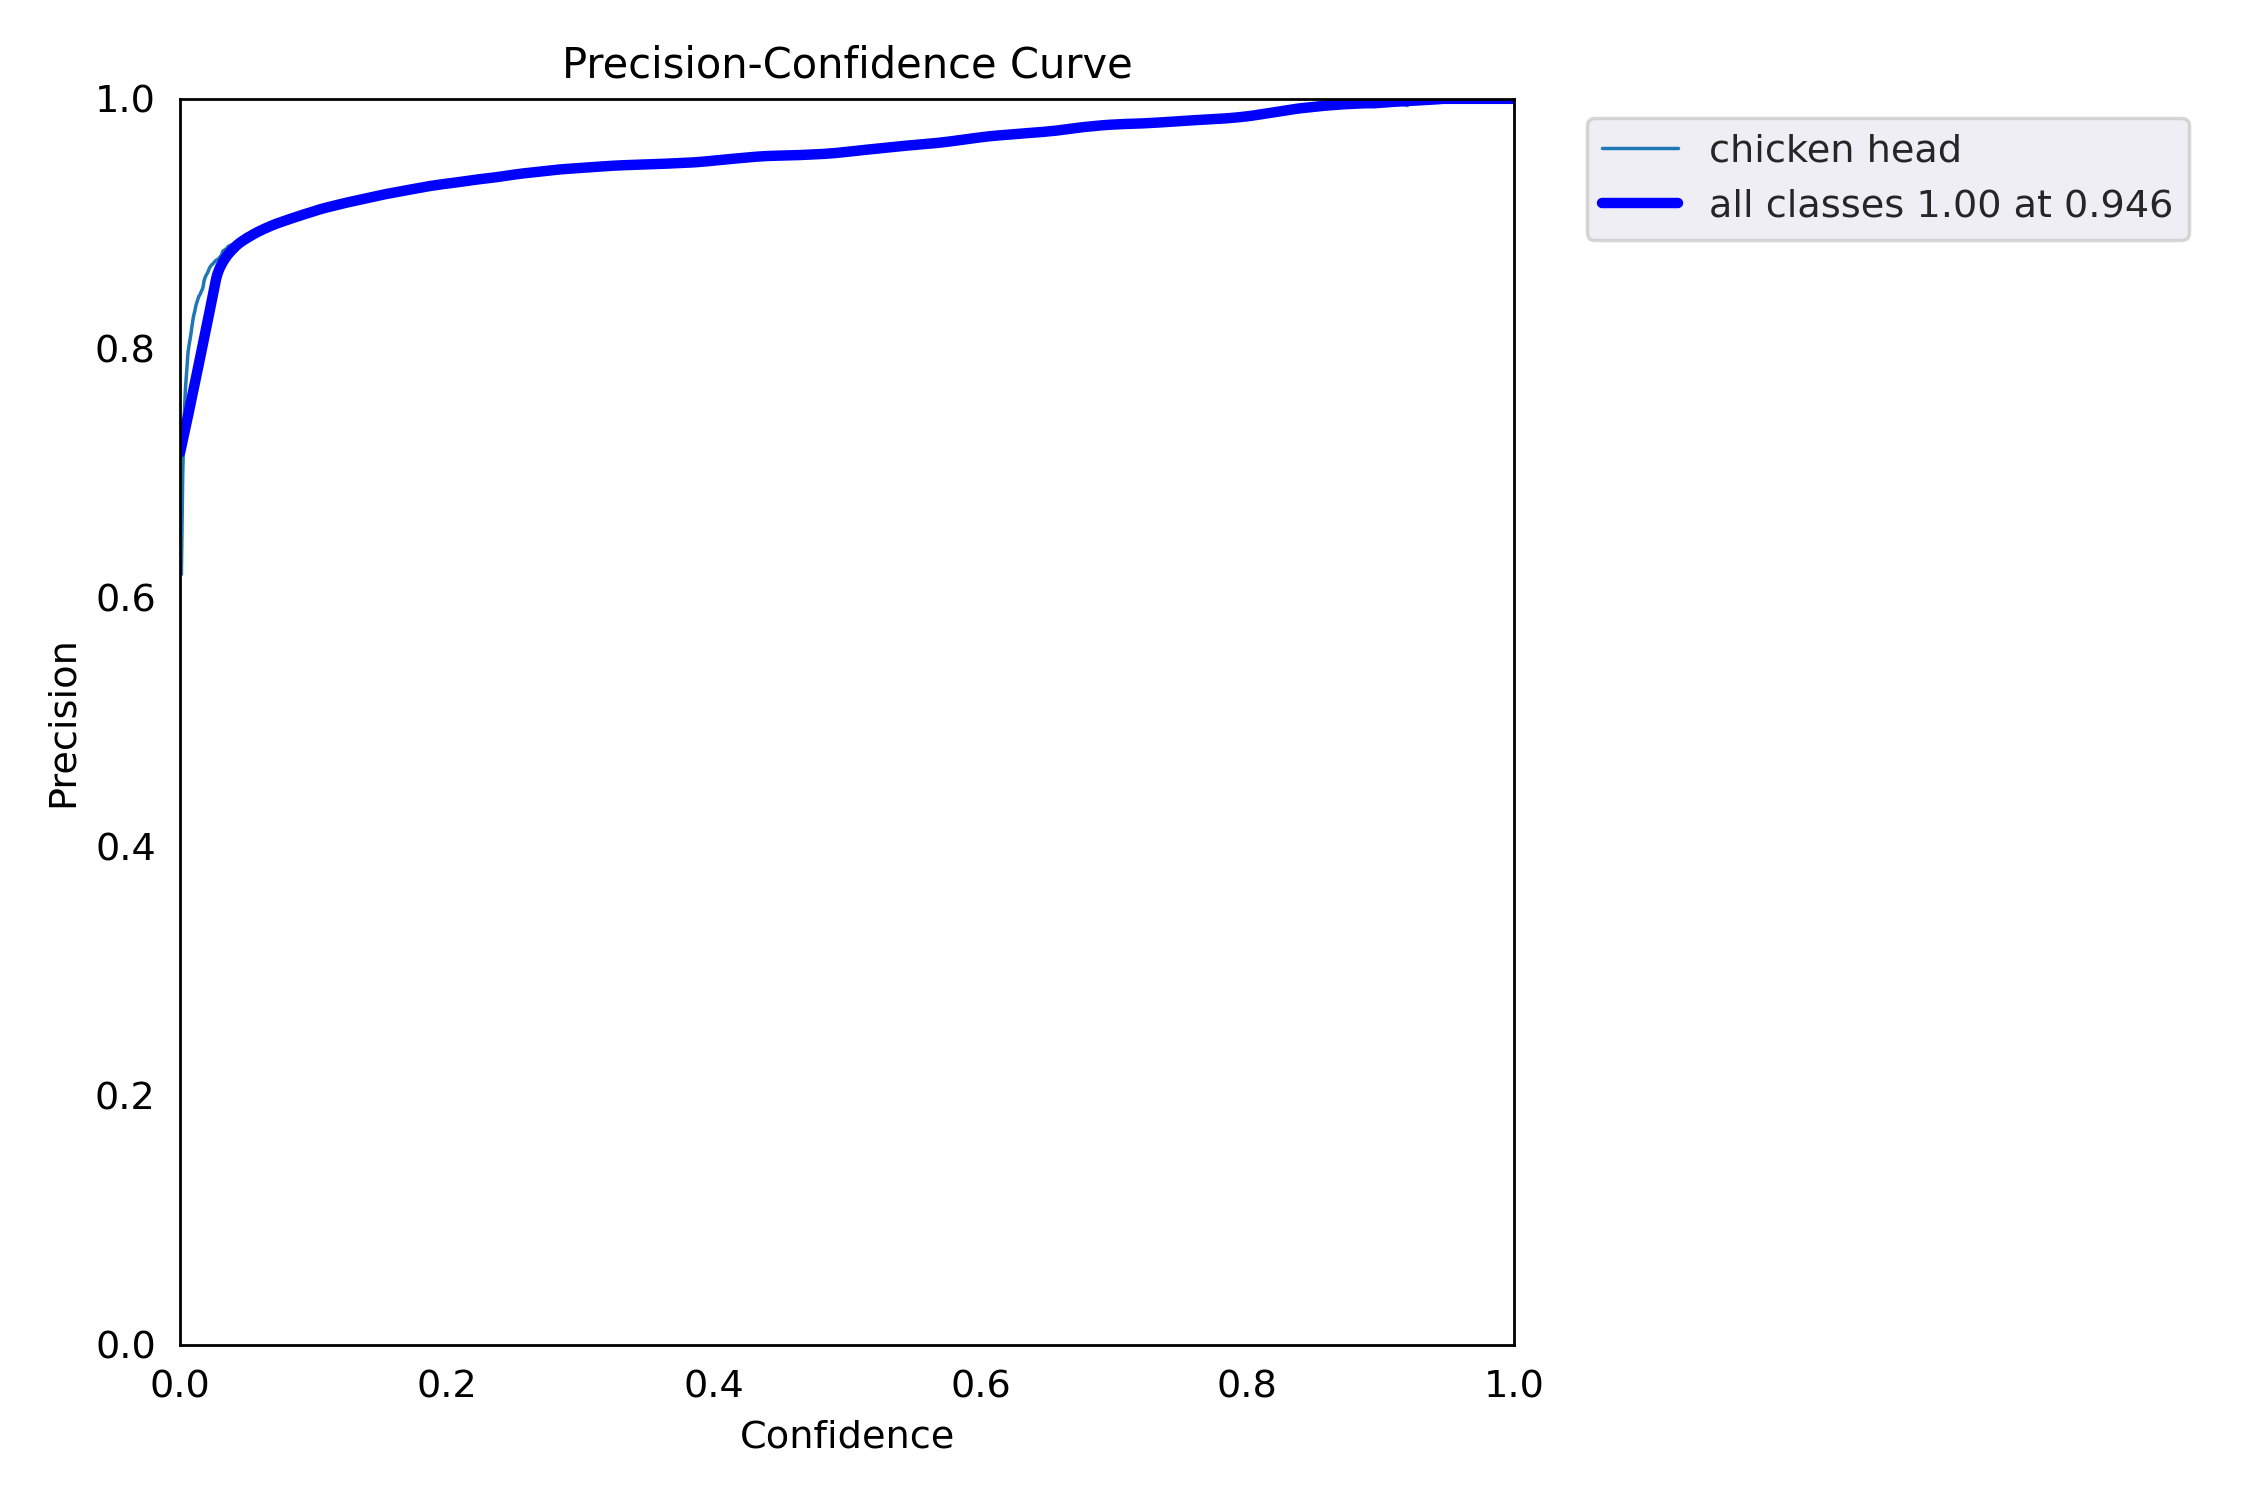 Precision-Confidence Curve
1.0
0.8
0.6
0.4
0.2
0.0
Precision
0.0 0.2 0.4 0.6 0.8 1.0
Confidence
chicken head
all classes 1.00 at 0.946